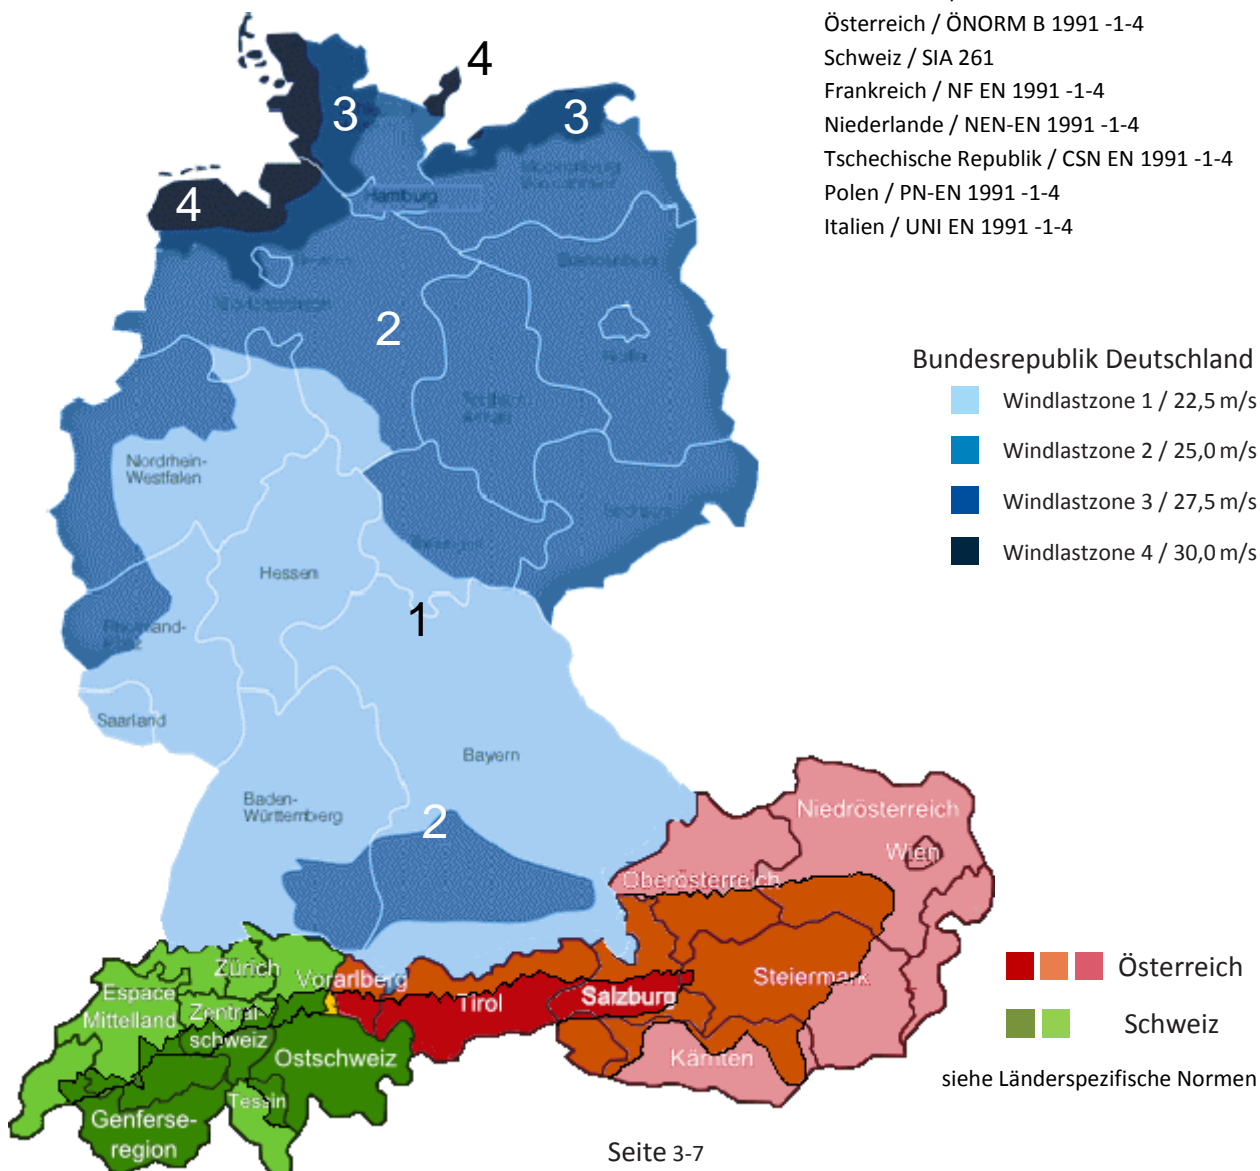 Österreich / ÖNORM B 1991 -1-4
Schweiz / SIA 261
Frankreich / NF EN 1991 -1-4
Niederlande / NEN-EN 1991 -1-4
Tschechische Republik / CSN EN 1991 -1-4
Polen / PN-EN 1991 -1-4
Italien / UNI EN 1991 -1-4
4
3
3
4
Hamburg
2
Bundesrepublik Deutschland
Windlastzone 1 / 22,5 m/s
Windlastzone 2 / 25,0 m/s
Windlastzone 3 / 27,5 m/s
Windlastzone 4 / 30,0 m/s
Nordrhein-
Westfalen
Hessen
1
Saarland
Bayern
Baden-
Württemberg
2
Niedrösterreich
Wien
Oberösterreich
Zürich
Vorarlberg
Espace
Mittelland
Zentral-
schweiz
Tirol
Salzburg
Steiermark
Österreich
Schweiz
Ostschweiz
Kärnten
siehe Länderspezifische Normen
Tessin
Genferse-
region
Seite 3-7